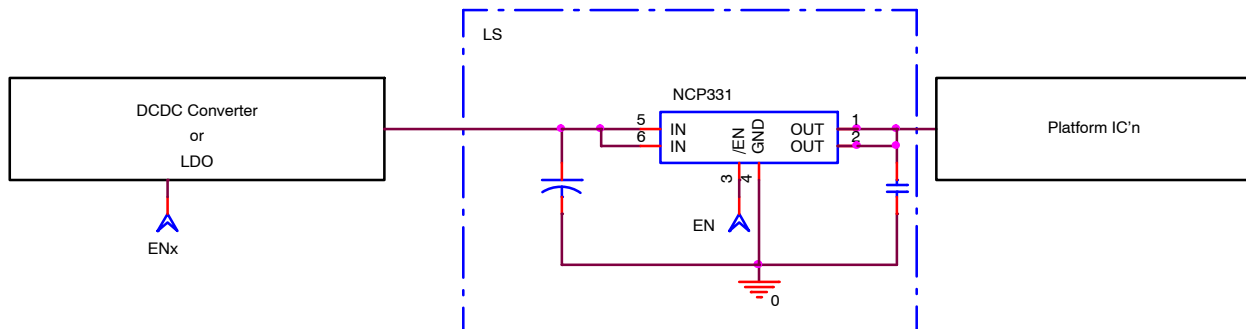 LS
DCDC Converter
or
LDO
ENx
NCP331
5
6
IN
IN
/EN
GND
OUT
OUT
1
2
3
4
EN
0
Platform IC'n